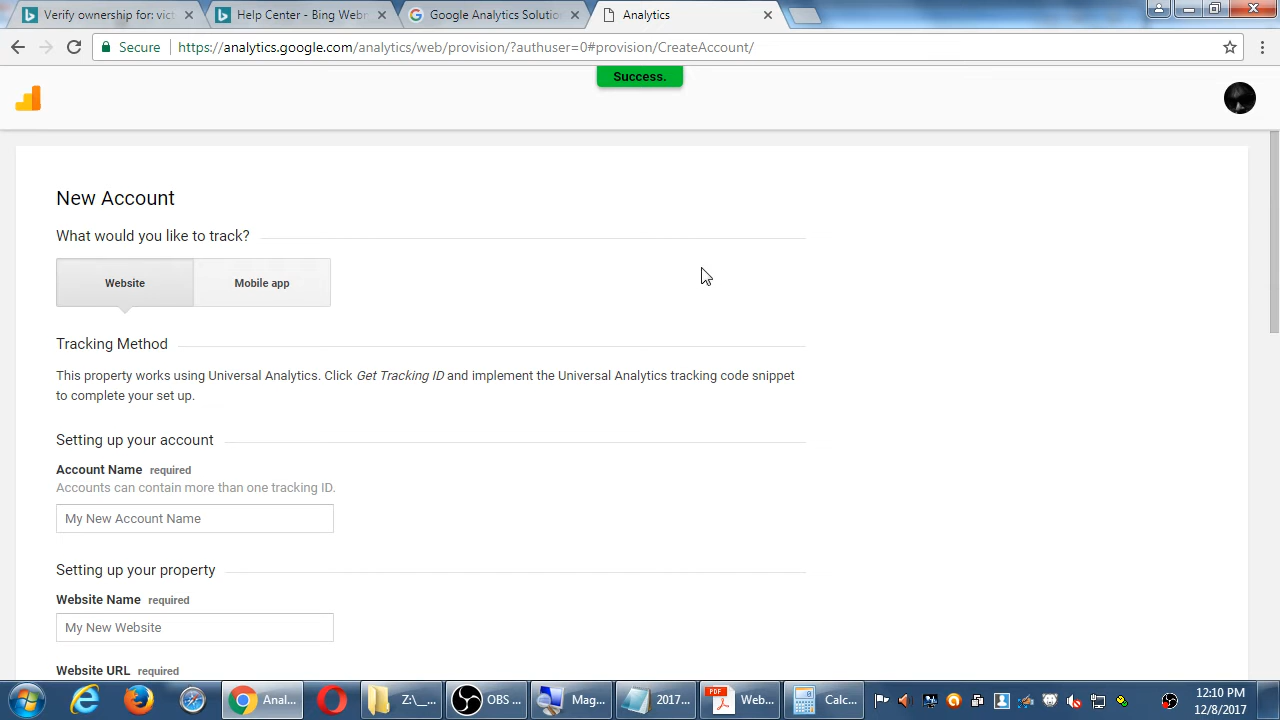 Verify ownership for: vict
Help Center - Bing Webm
Google Analytics Solutio
Analytics
Secure
https://analytics.google.com/analytics/web/provision/?authuser=0#provision/CreateAccount/
Success.
New Account
What would you like to track?
Website
Mobile app
Tracking Method
This property works using Universal Analytics. Click Get Tracking ID and implement the Universal Analytics tracking code snippet
to complete your set up.
Setting up your account
Account Name required
Accounts can contain more than one tracking ID.
My New Account Name
Setting up your property
Website Name required
My New Website
Website URL required
Anal...
Z:\_...
OBS ...
Mag...
2017...
PDF
Web...
Calc...
12:10 PM
12/8/2017